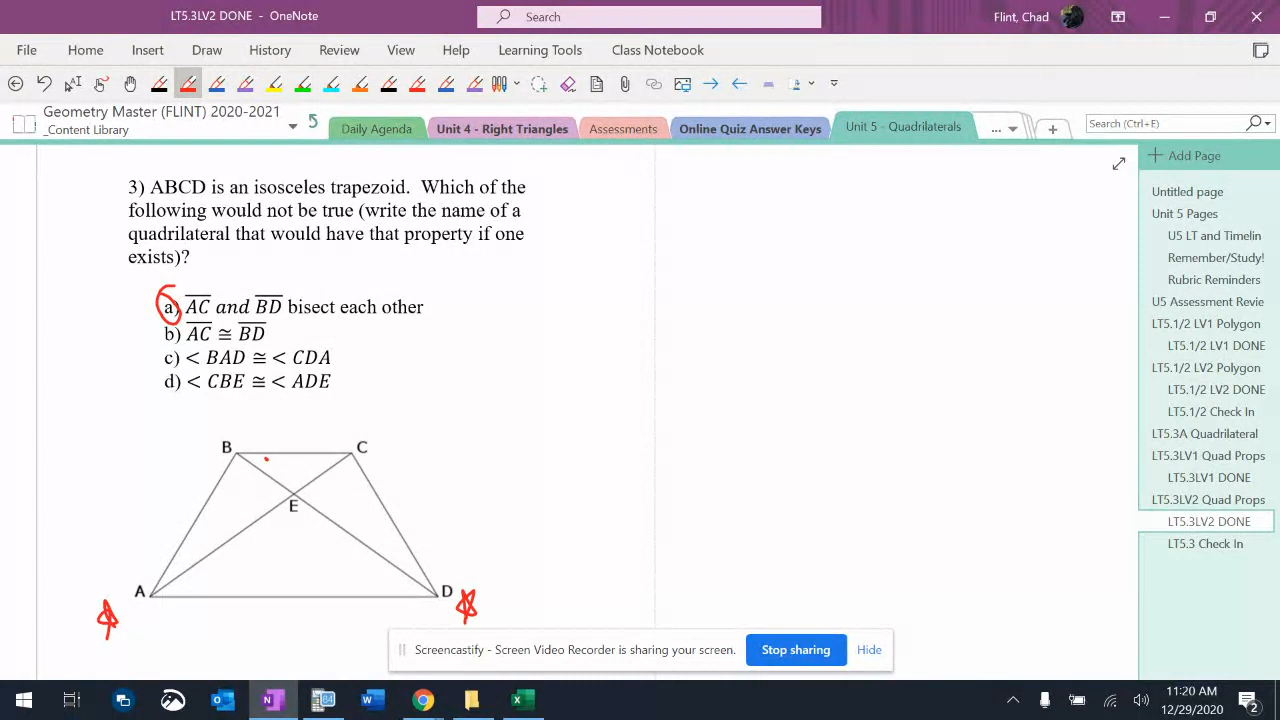 LT5.3LV2 DONE - OneNote
Search
Flint, Chad
File Home Insert Draw History Review View Help Learning Tools Class Notebook
Geometry Master (FLINT) 2020-2021
_Content Library
Daily Agenda Unit 4 - Right Triangles Assessments Online Quiz Answer Keys Unit 5 - Quadrilaterals ...
Search (Ctrl+E)
Add Page
Untitled page
Unit 5 Pages
U5 LT and Timelin
Remember/Study!
Rubric Reminders
U5 Assessment Revie
LT5.1/2 LV1 Polygon
LT5.1/2 LV1 DONE
LT5.1/2 LV2 Polygon
LT5.1/2 LV2 DONE
LT5.1/2 Check In
LT5.3A Quadrilateral
LT5.3LV1 Quad Props
LT5.3LV1 DONE
LT5.3LV2 Quad Props
LT5.3LV2 DONE
LT5.3 Check In
3) ABCD is an isosceles trapezoid. Which of the
following would not be true (write the name of a
quadrilateral that would have that property if one
exists)?
a) AC and BD bisect each other
b) AC ≅ BD
c) < BAD ≅ < CDA
d) < CBE ≅ < ADE
B C
E
A D
Screencastify - Screen Video Recorder is sharing your screen. Stop sharing Hide
11:20 AM
12/29/2020
2